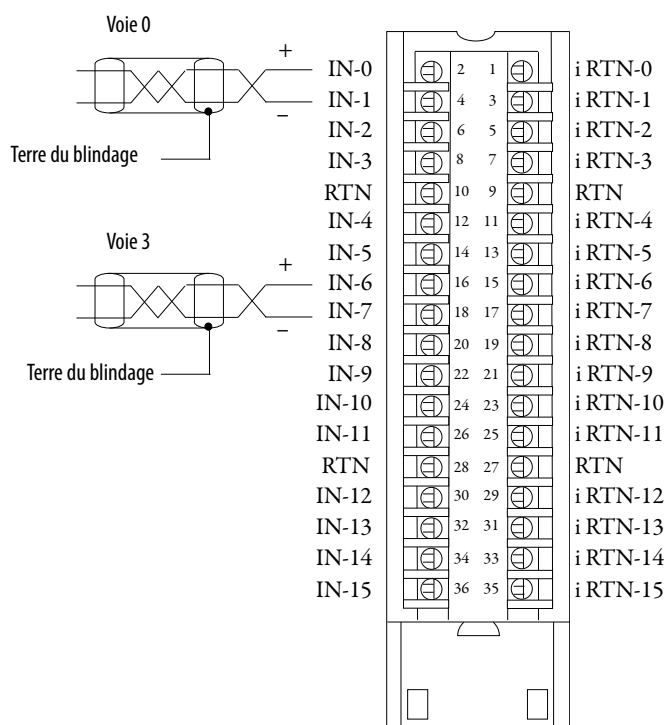 Voie 0
+
−
Terre du blindage
Voie 3
+
−
Terre du blindage
IN-0 2 1 i RTN-0
IN-1 4 3 i RTN-1
IN-2 6 5 i RTN-2
IN-3 8 7 i RTN-3
RTN 10 9 RTN
IN-4 12 11 i RTN-4
IN-5 14 13 i RTN-5
IN-6 16 15 i RTN-6
IN-7 18 17 i RTN-7
IN-8 20 19 i RTN-8
IN-9 22 21 i RTN-9
IN-10 24 23 i RTN-10
IN-11 26 25 i RTN-11
RTN 28 27 RTN
IN-12 30 29 i RTN-12
IN-13 32 31 i RTN-13
IN-14 34 33 i RTN-14
IN-15 36 35 i RTN-15